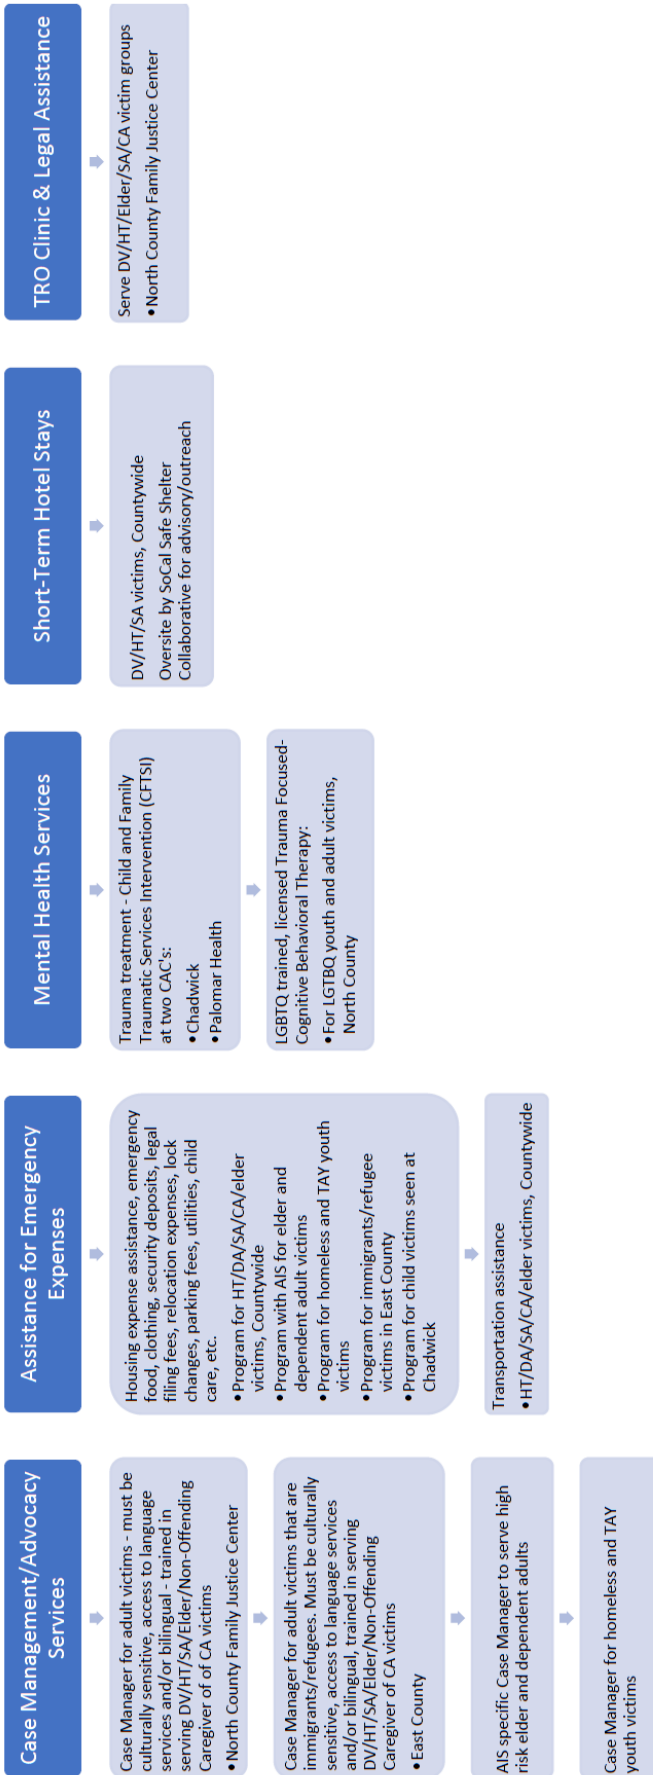 Case Management/Advocacy
Services
Case Manager for adult victims - must be
culturally sensitive, access to language
services and/or bilingual - trained in
serving DV/HT/SA/Elder/Non-Offending
Caregiver of of CA victims
•North County Family Justice Center
Case Manager for adult victims that are
immigrants/refugees. Must be culturally
sensitive, access to language services
and/or bilingual, trained in serving
DV/HT/SA/Elder/Non-Offending
Caregiver of CA victims
•East County
AIS specific Case Manager to serve high
risk elder and dependent adults
Case Manager for homeless and TAY
youth victims
Assistance for Emergency
Expenses
Housing expense assistance, emergency
food, clothing, security deposits, legal
filing fees, relocation expenses, lock
changes, parking fees, utilities, child
care, etc.
•Program for HT/DA/SA/CA/elder
victims, Countywide
•Program with AIS for elder and
dependent adult victims
•Program for homeless and TAY youth
victims
•Program for immigrants/refugee
victims in East County
•Program for child victims seen at
Chadwick
Transportation assistance
•HT/DA/SA/CA/elder victims, Countywide
Mental Health Services
Trauma treatment - Child and Family
Traumatic Services Intervention (CFTSI)
at two CAC's:
•Chadwick
•Palomar Health
LGBTQ trained, licensed Trauma Focused-
Cognitive Behavioral Therapy:
•For LGTBQ youth and adult victims,
North County
Short-Term Hotel Stays
DV/HT/SA victims, Countywide
Oversite by SoCal Safe Shelter
Collaborative for advisory/outreach
TRO Clinic & Legal Assistance
Serve DV/HT/Elder/SA/CA victim groups
•North County Family Justice Center